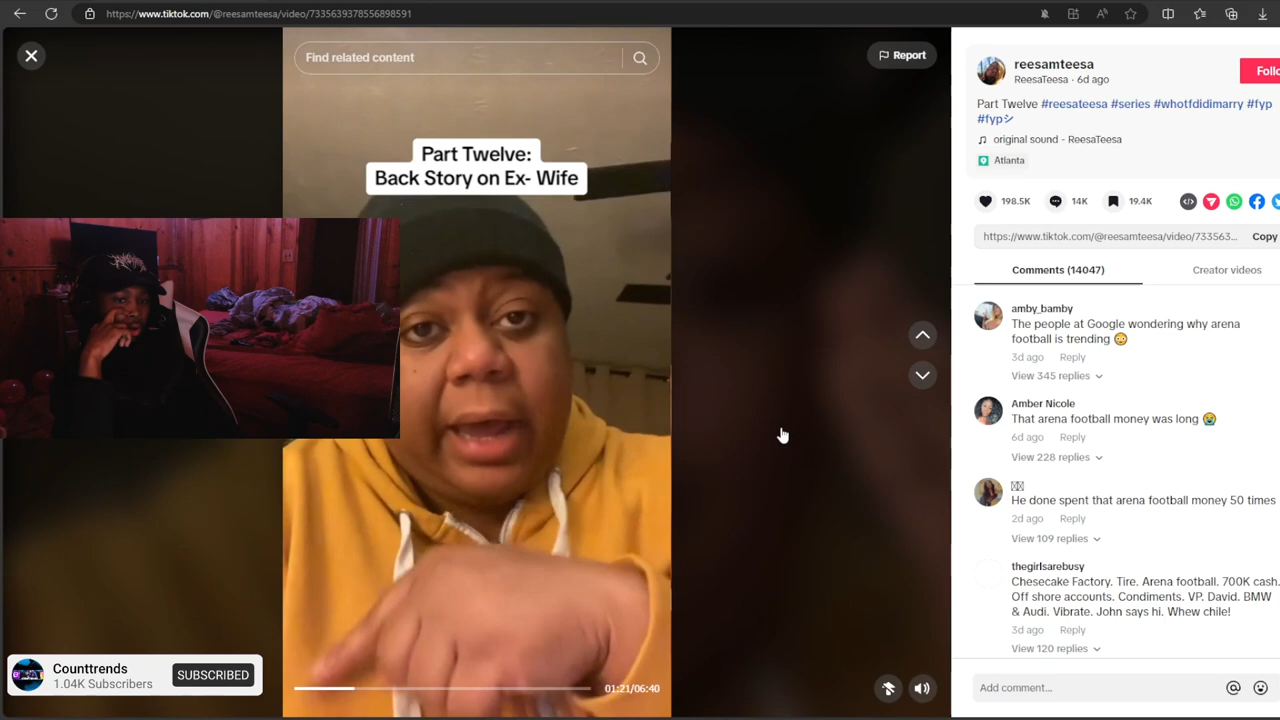 https://www.tiktok.com/@reesamteesa/video/7335639378556898591
Find related content
Report
Part Twelve:
Back Story on Ex- Wife
Counttrends
1.04K Subscribers
SUBSCRIBED
01:21/06:40
reesamteesa
ReesaTeesa · 6d ago
Follo
Part Twelve #reesateesa #series #whotfdidimarry #fyp
#fypシ
original sound - ReesaTeesa
Atlanta
198.5K
14K
19.4K
https://www.tiktok.com/@reesamteesa/video/733563...
Copy
Comments (14047)
Creator videos
amby_bamby
The people at Google wondering why arena
football is trending 😳
3d ago Reply
View 345 replies
Amber Nicole
That arena football money was long 😭
6d ago Reply
View 228 replies
He done spent that arena football money 50 times
2d ago Reply
View 109 replies
thegirlsarebusy
Chesecake Factory. Tire. Arena football. 700K cash.
Off shore accounts. Condiments. VP. David. BMW
& Audi. Vibrate. John says hi. Whew chile!
3d ago Reply
View 120 replies
Add comment...